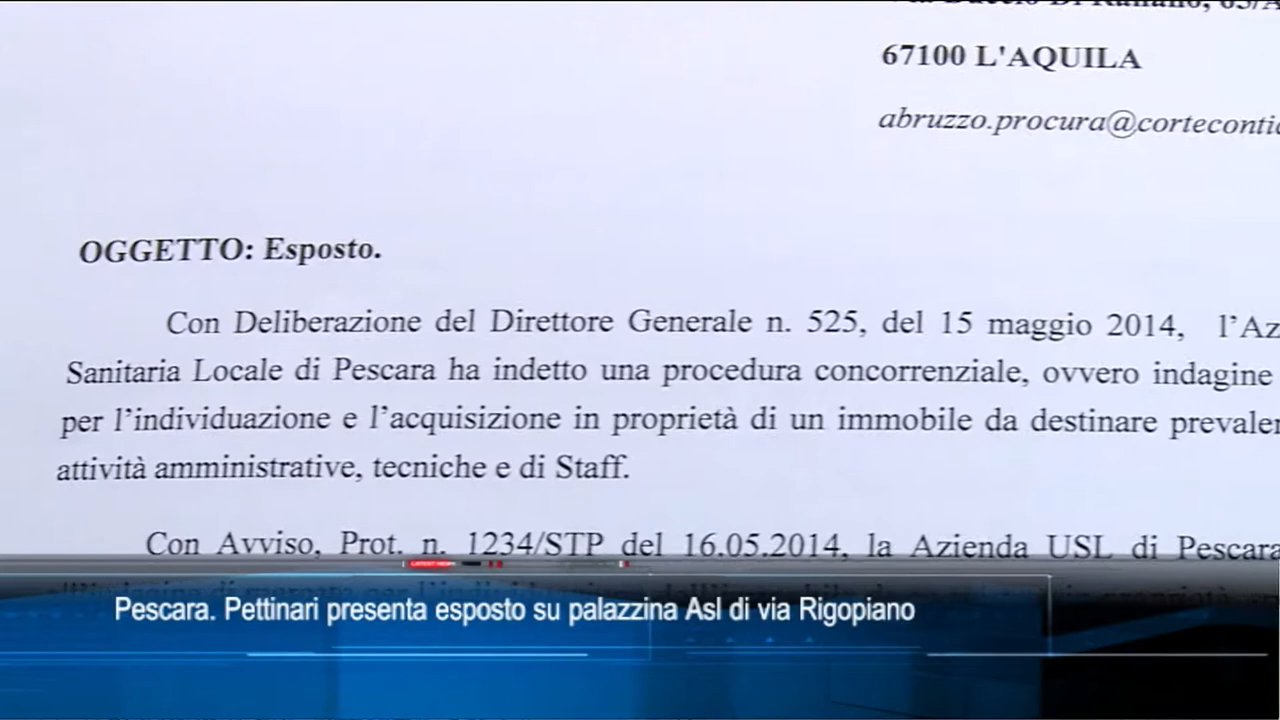 67100 L'AQUILA
abruzzo.procura@corteconti
OGGETTO: Esposto.
Con Deliberazione del Direttore Generale n. 525, del 15 maggio 2014, l'Az
Sanitaria Locale di Pescara ha indetto una procedura concorrenziale, ovvero indagine
per l'individuazione e l'acquisizione in proprietà di un immobile da destinare prevaler
attività amministrative, tecniche e di Staff.
Con Avviso, Prot. n. 1234/STP del 16.05.2014, la Azienda USL di Pescara
LATEST NEWS
Pescara. Pettinari presenta esposto su palazzina Asl di via Rigopiano